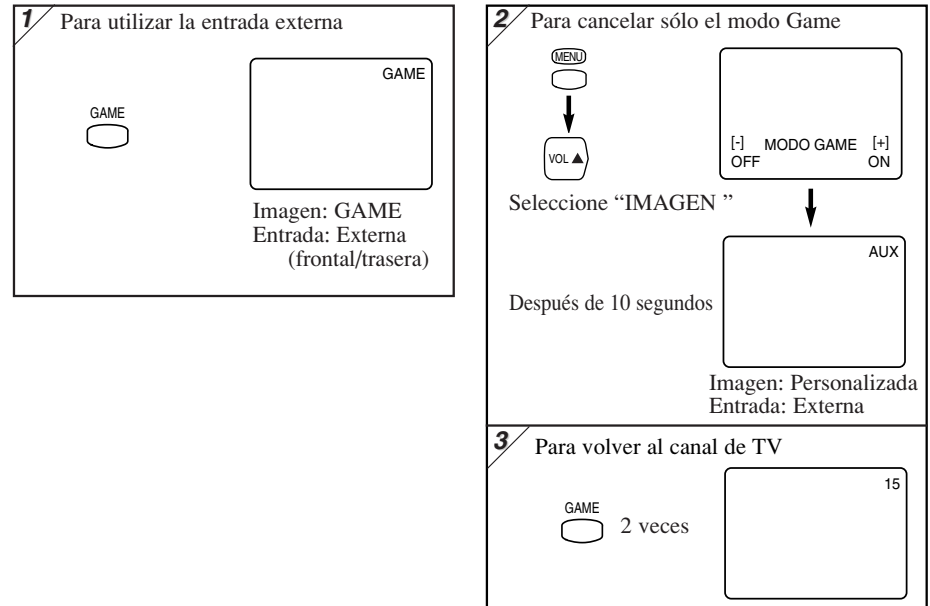 1 Para utilizar la entrada externa
GAME
GAME
Imagen: GAME
Entrada: Externa
(frontal/trasera)
2 Para cancelar sólo el modo Game
MENU
VOL ▲
[-] MODO GAME [+]
OFF ON
Seleccione “IMAGEN ”
AUX
Después de 10 segundos
Imagen: Personalizada
Entrada: Externa
3 Para volver al canal de TV
15
GAME
2 veces